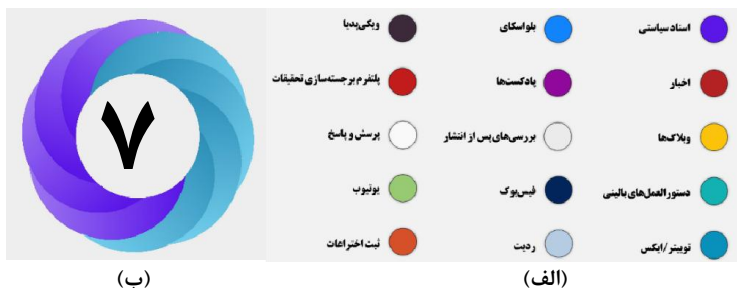 اسناد سیاستی بلواسکای ویکی‌پدیا
اخبار پادکست‌ها پلتفرم برجسته‌سازی تحقیقات
وبلاگ‌ها بررسی‌های پس از انتشار پرسش و پاسخ
دستورالعمل‌های بالینی فیس‌بوک یوتیوب
توییتر/ایکس ردیت ثبت اختراعات
۷
(الف) (ب)